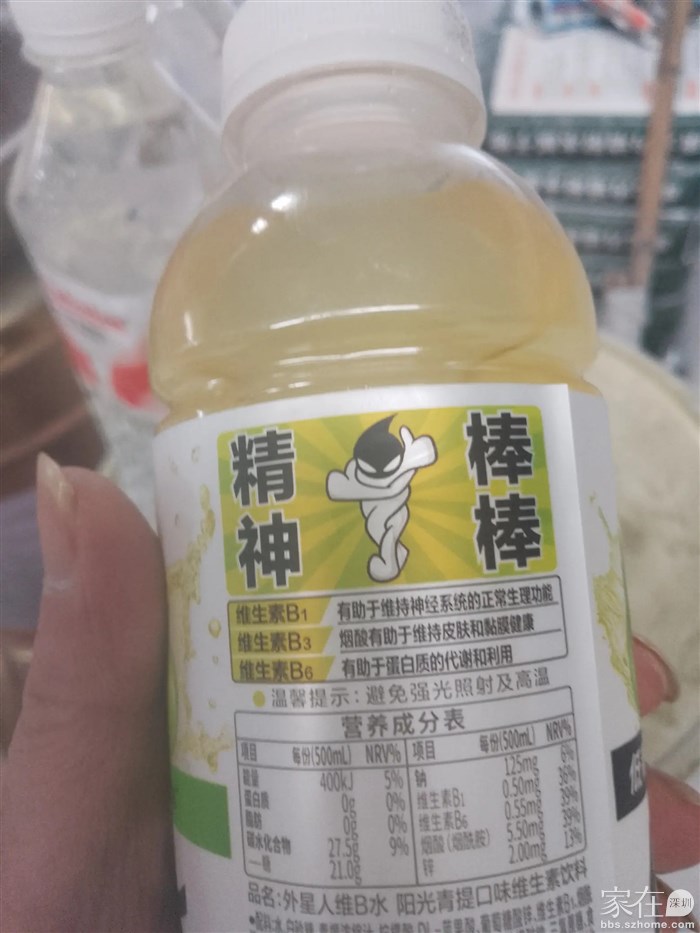 精神 棒棒
维生素B1 有助于维持神经系统的正常生理功能
维生素B3 烟酸有助于维持皮肤和黏膜健康
维生素B6 有助于蛋白质的代谢和利用
温馨提示：避免强光照射及高温
营养成分表
项目 每份(500mL) NRV% 项目 每份(500mL) NRV%
能量 400kJ 5% 钠 125mg 6%
蛋白质 0g 0% 维生素B1 0.50mg 36%
脂肪 0g 0% 维生素B6 0.55mg 39%
碳水化合物 27.5g 9% 烟酸（烟酰胺） 5.50mg 39%
—糖 21.0g 锌 2.00mg 13%
品名：外星人维B水 阳光青提口味维生素饮料
家在深圳
bbs.szhome.com